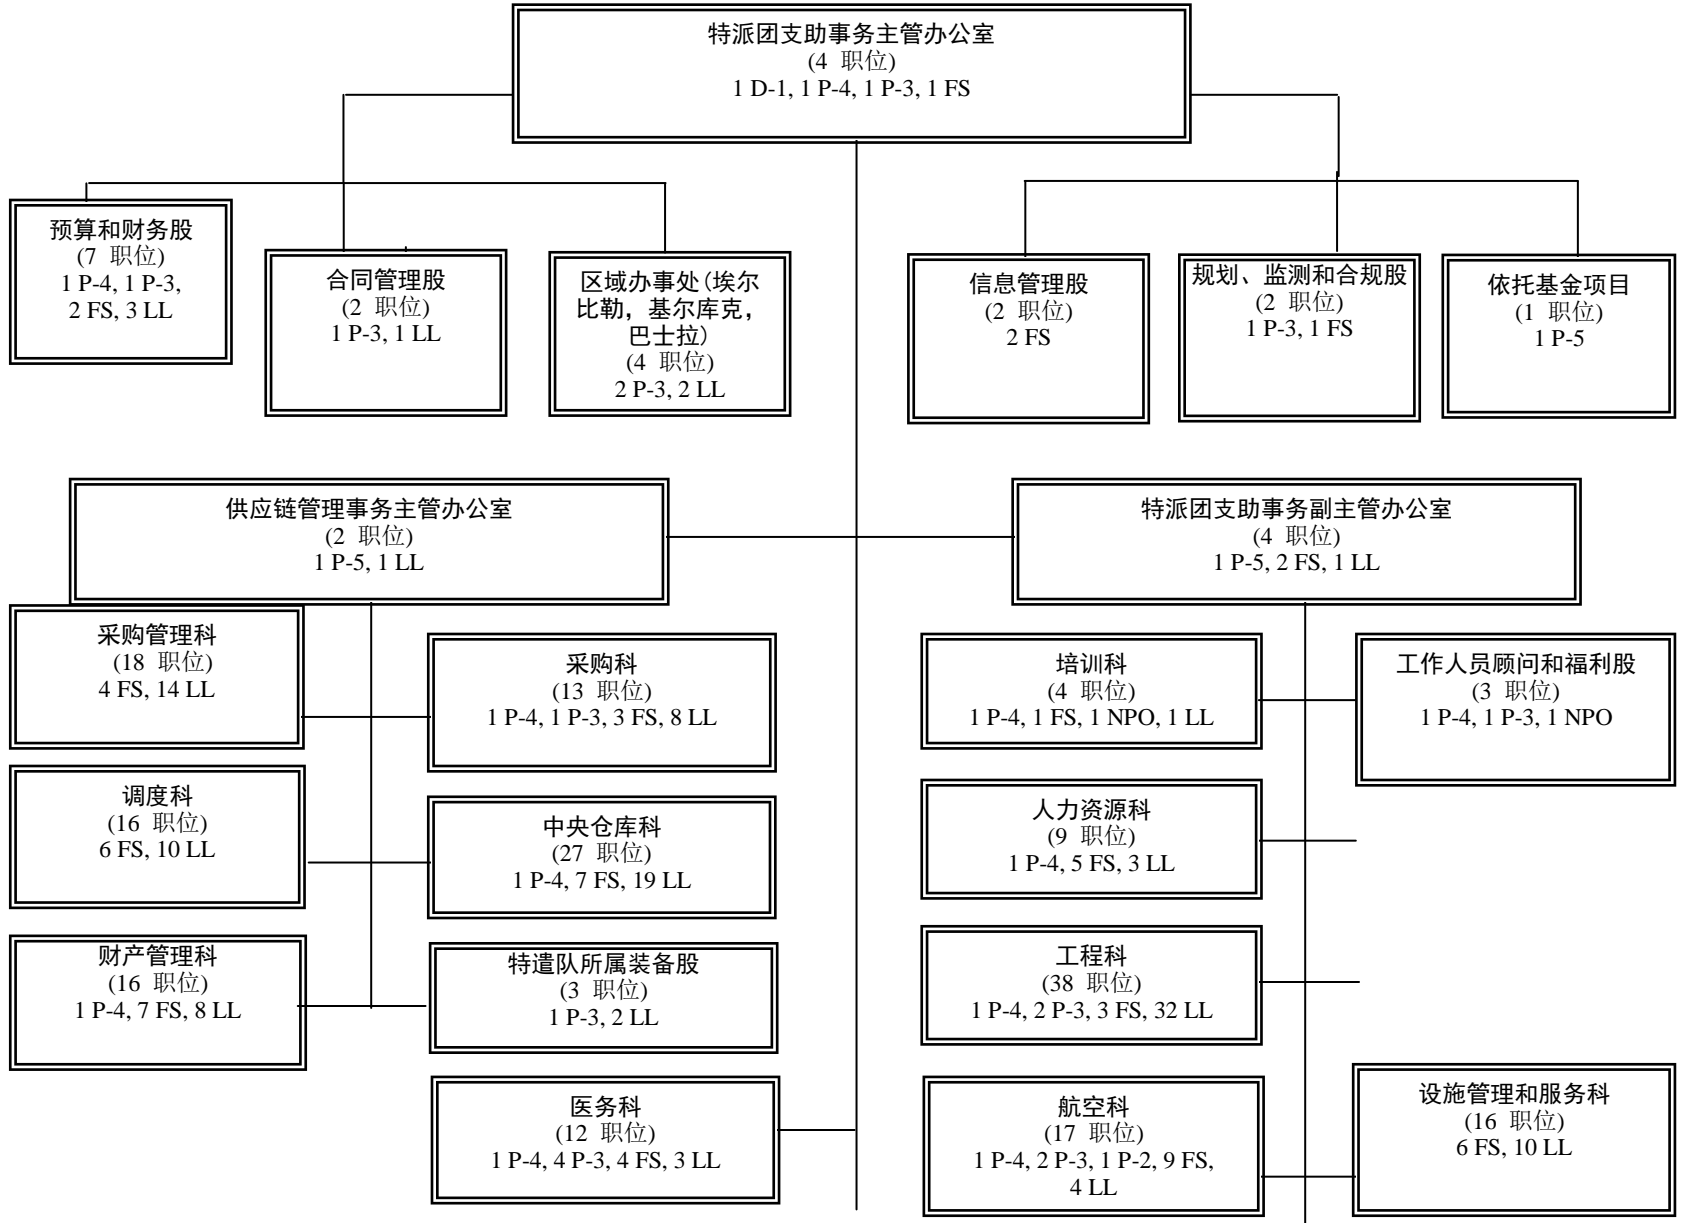 特派团支助事务主管办公室
(4 职位)
1 D-1, 1 P-4, 1 P-3, 1 FS
预算和财务股
(7 职位)
1 P-4, 1 P-3,
2 FS, 3 LL
合同管理股
(2 职位)
1 P-3, 1 LL
区域办事处(埃尔
比勒，基尔库克，
巴士拉)
(4 职位)
2 P-3, 2 LL
信息管理股
(2 职位)
2 FS
规划、监测和合规股
(2 职位)
1 P-3, 1 FS
依托基金项目
(1 职位)
1 P-5
供应链管理事务主管办公室
(2 职位)
1 P-5, 1 LL
特派团支助事务副主管办公室
(4 职位)
1 P-5, 2 FS, 1 LL
采购管理科
(18 职位)
4 FS, 14 LL
采购科
(13 职位)
1 P-4, 1 P-3, 3 FS, 8 LL
培训科
(4 职位)
1 P-4, 1 FS, 1 NPO, 1 LL
工作人员顾问和福利股
(3 职位)
1 P-4, 1 P-3, 1 NPO
调度科
(16 职位)
6 FS, 10 LL
中央仓库科
(27 职位)
1 P-4, 7 FS, 19 LL
人力资源科
(9 职位)
1 P-4, 5 FS, 3 LL
财产管理科
(16 职位)
1 P-4, 7 FS, 8 LL
特遣队所属装备股
(3 职位)
1 P-3, 2 LL
工程科
(38 职位)
1 P-4, 2 P-3, 3 FS, 32 LL
医务科
(12 职位)
1 P-4, 4 P-3, 4 FS, 3 LL
航空科
(17 职位)
1 P-4, 2 P-3, 1 P-2, 9 FS,
4 LL
设施管理和服务科
(16 职位)
6 FS, 10 LL